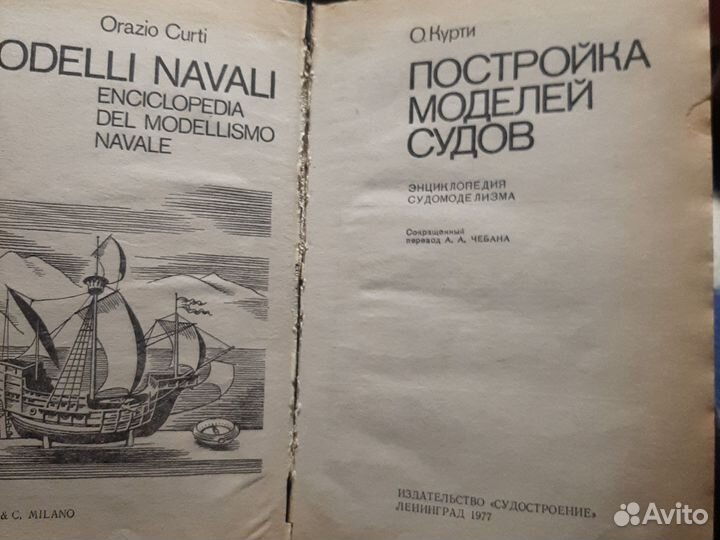 Orazio Curti
ODELLI NAVALI
ENCICLOPEDIA
DEL MODELLISMO
NAVALE
& C. MILANO
О. Курти
ПОСТРОЙКА
МОДЕЛЕЙ
СУДОВ
ЭНЦИКЛОПЕДИЯ
СУДОМОДЕЛИЗМА
Сокращенный
перевод А. А. ЧЕБАНА
ИЗДАТЕЛЬСТВО «СУДОСТРОЕНИЕ»
ЛЕНИНГРАД 1977
Avito